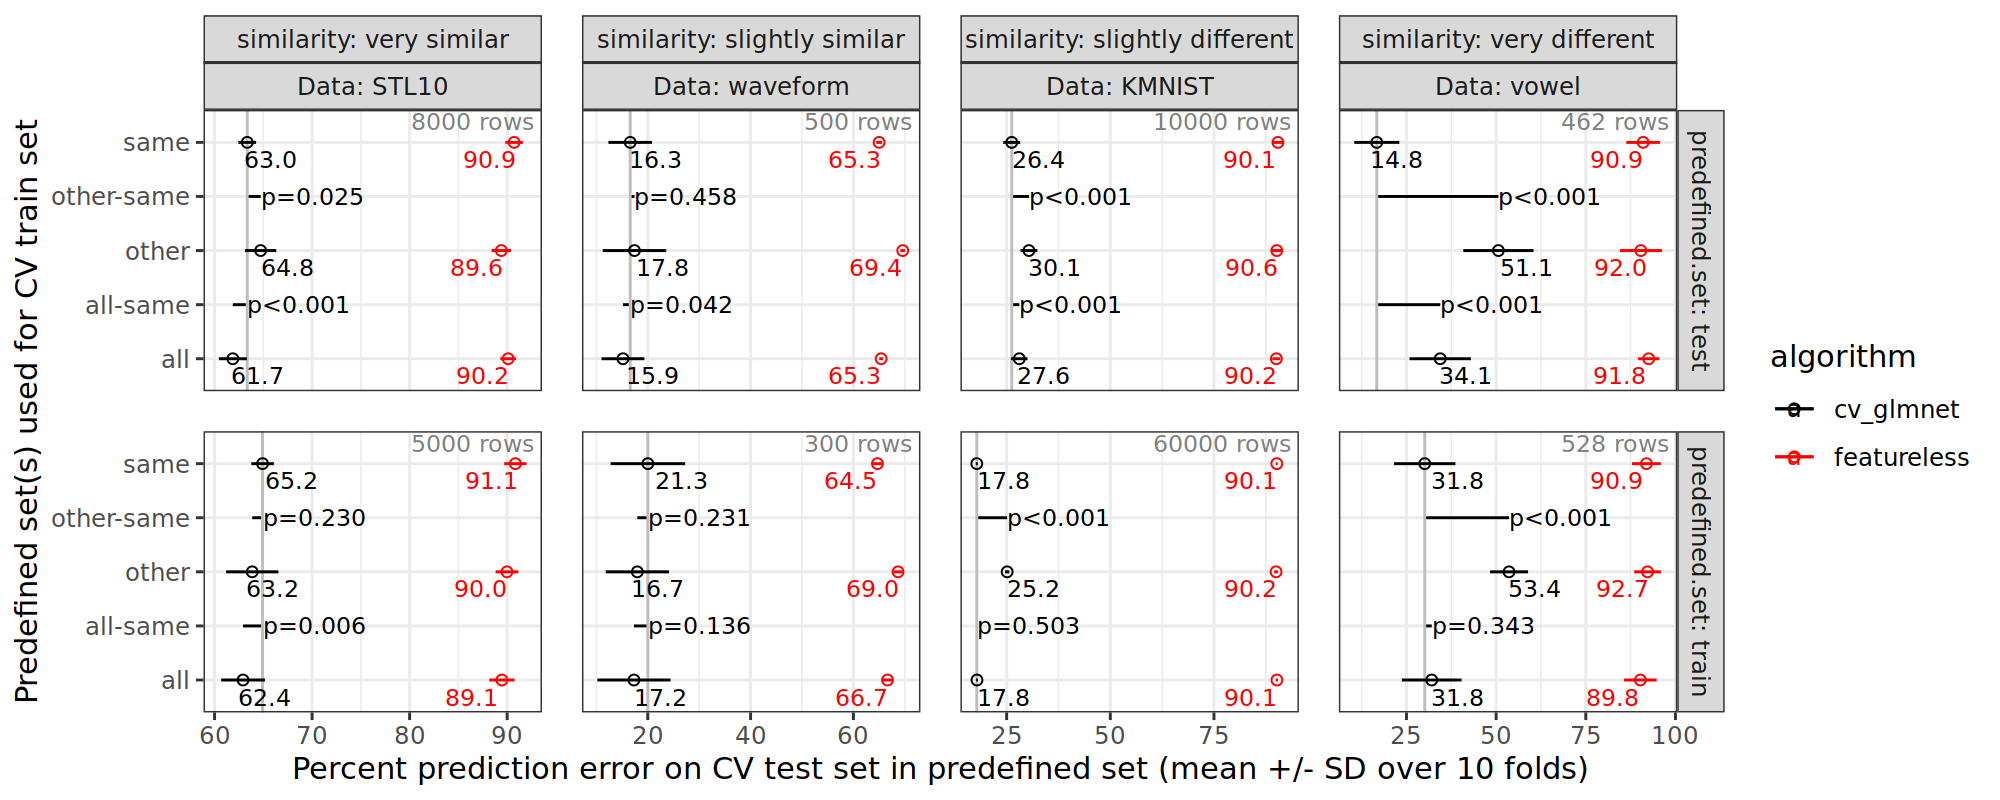 similarity: very similar
similarity: slightly similar
similarity: slightly different
similarity: very different
Data: STL10
Data: waveform
Data: KMNIST
Data: vowel
Predefined set(s) used for CV train set
same
other-same
other
all-same
all
8000 rows
63.0
90.9
p=0.025
64.8
89.6
p<0.001
61.7
90.2
500 rows
16.3
65.3
p=0.458
17.8
69.4
p=0.042
15.9
65.3
10000 rows
26.4
90.1
p<0.001
30.1
90.6
p<0.001
27.6
90.2
462 rows
14.8
90.9
p<0.001
51.1
92.0
p<0.001
34.1
91.8
predefined.set: test
same
other-same
other
all-same
all
5000 rows
65.2
91.1
p=0.230
63.2
90.0
p=0.006
62.4
89.1
300 rows
21.3
64.5
p=0.231
16.7
69.0
p=0.136
17.2
66.7
60000 rows
17.8
90.1
p<0.001
25.2
90.2
p=0.503
17.8
90.1
528 rows
31.8
90.9
p<0.001
53.4
92.7
p=0.343
31.8
89.8
predefined.set: train
60 70 80 90
20 40 60
25 50 75
25 50 75 100
Percent prediction error on CV test set in predefined set (mean +/- SD over 10 folds)
algorithm
a cv_glmnet
a featureless